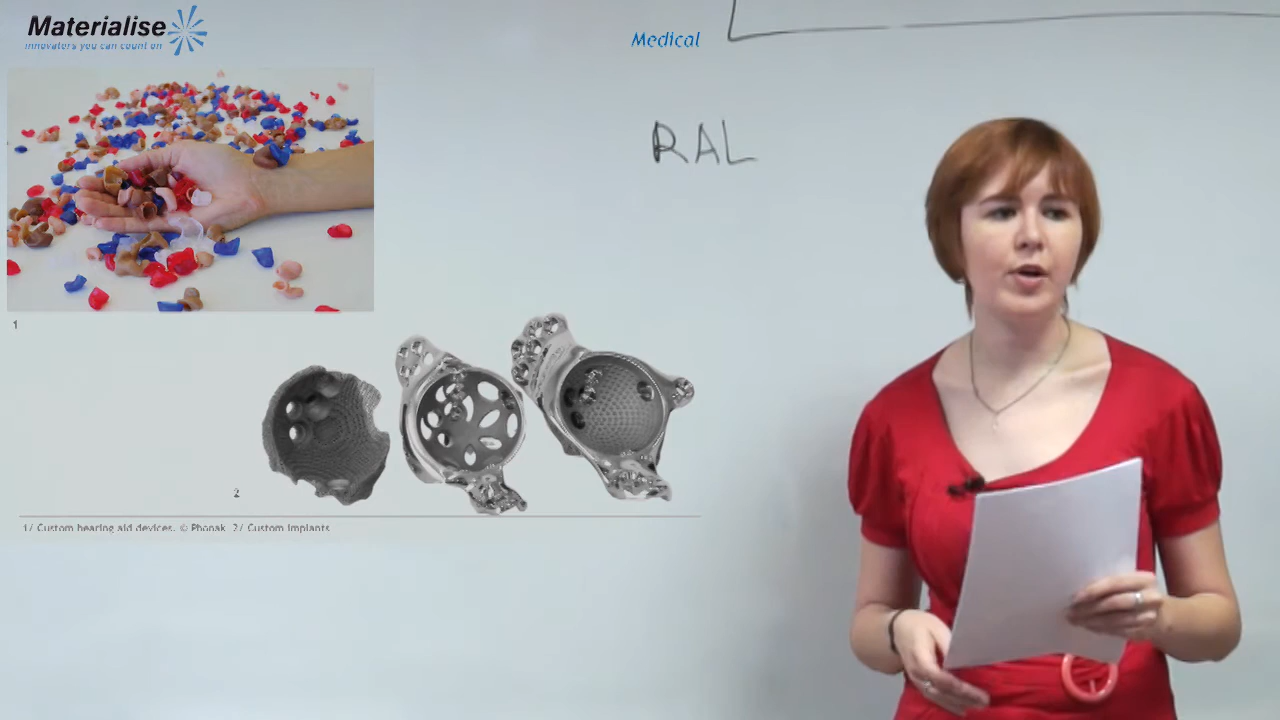 Materialise
innovators you can count on
Medical
RAL
1
2
1/ Custom hearing aid devices. © Phonak 2/ Custom Implants